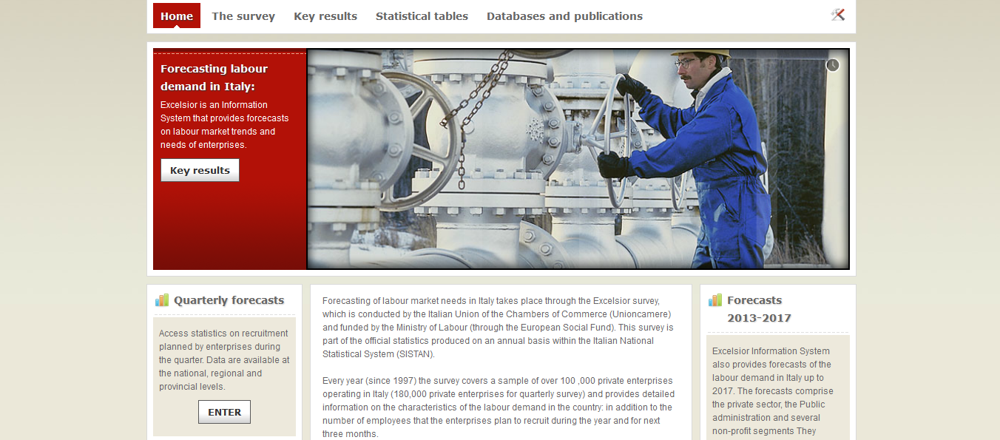 Home The survey Key results Statistical tables Databases and publications
Forecasting labour
demand in Italy:
Excelsior is an Information
System that provides forcecasts
on labour market trends and
needs of enterprises.
Key results
Quarterly forecasts
Access statistics on recruitment
planned by enterprises during
the quarter. Data are available at
the national, regional and
provincial levels.
ENTER
Forecasting of labour market needs in Italy takes place through the Excelsior survey,
which is conducted by the Italian Union of the Chambers of Commerce (Unioncamere)
and funded by the Ministry of Labour (through the European Social Fund). This survey is
part of the official statistics produced on an annual basis within the Italian National
Statistical System (SISTAN).
Every year (since 1997) the survey covers a sample of over 100 ,000 private enterprises
operating in Italy (180,000 private enterprises for quarterly survey) and provides detailed
information on the characteristics of the labour demand in the country: in addition to the
number of employees that the enterprises plan to recruit during the year and for next
three months.
Forecasts
2013-2017
Excelsior Information System
also provides forecasts of the
labour demand in Italy up to
2017. The forecasts comprise
the private sector, the Public
administration and several
non-profit segments They